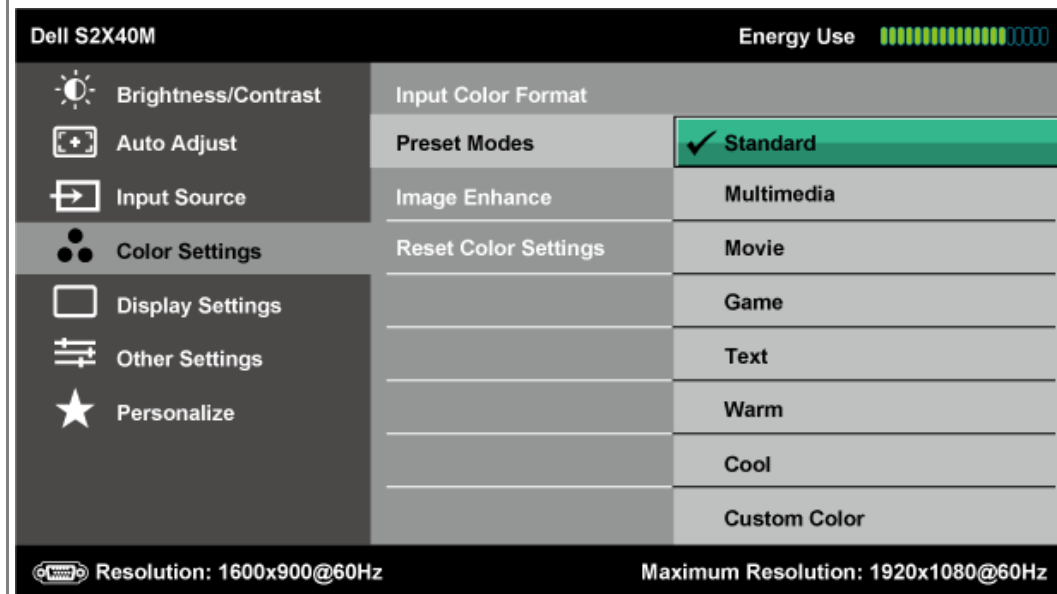 Dell S2X40M Energy Use
Brightness/Contrast Input Color Format
Auto Adjust Preset Modes Standard
Input Source Image Enhance Multimedia
Color Settings Reset Color Settings Movie
Display Settings Game
Other Settings Text
Personalize Warm
Cool
Custom Color
Resolution: 1600x900@60Hz Maximum Resolution: 1920x1080@60Hz